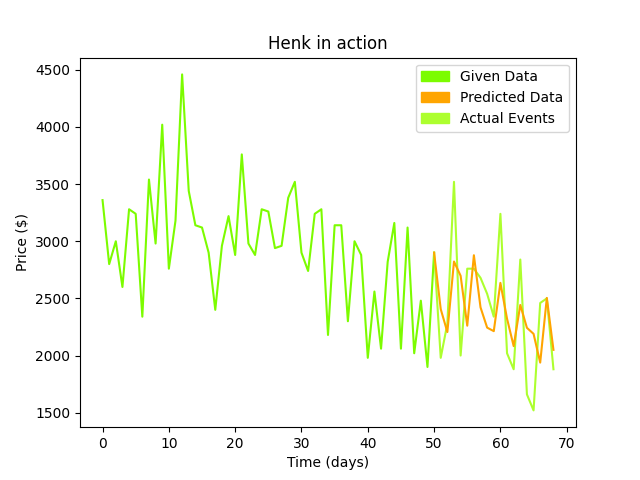 Henk in action
Given Data
Predicted Data
Actual Events
Price ($)
4500
4000
3500
3000
2500
2000
1500
0 10 20 30 40 50 60 70
Time (days)